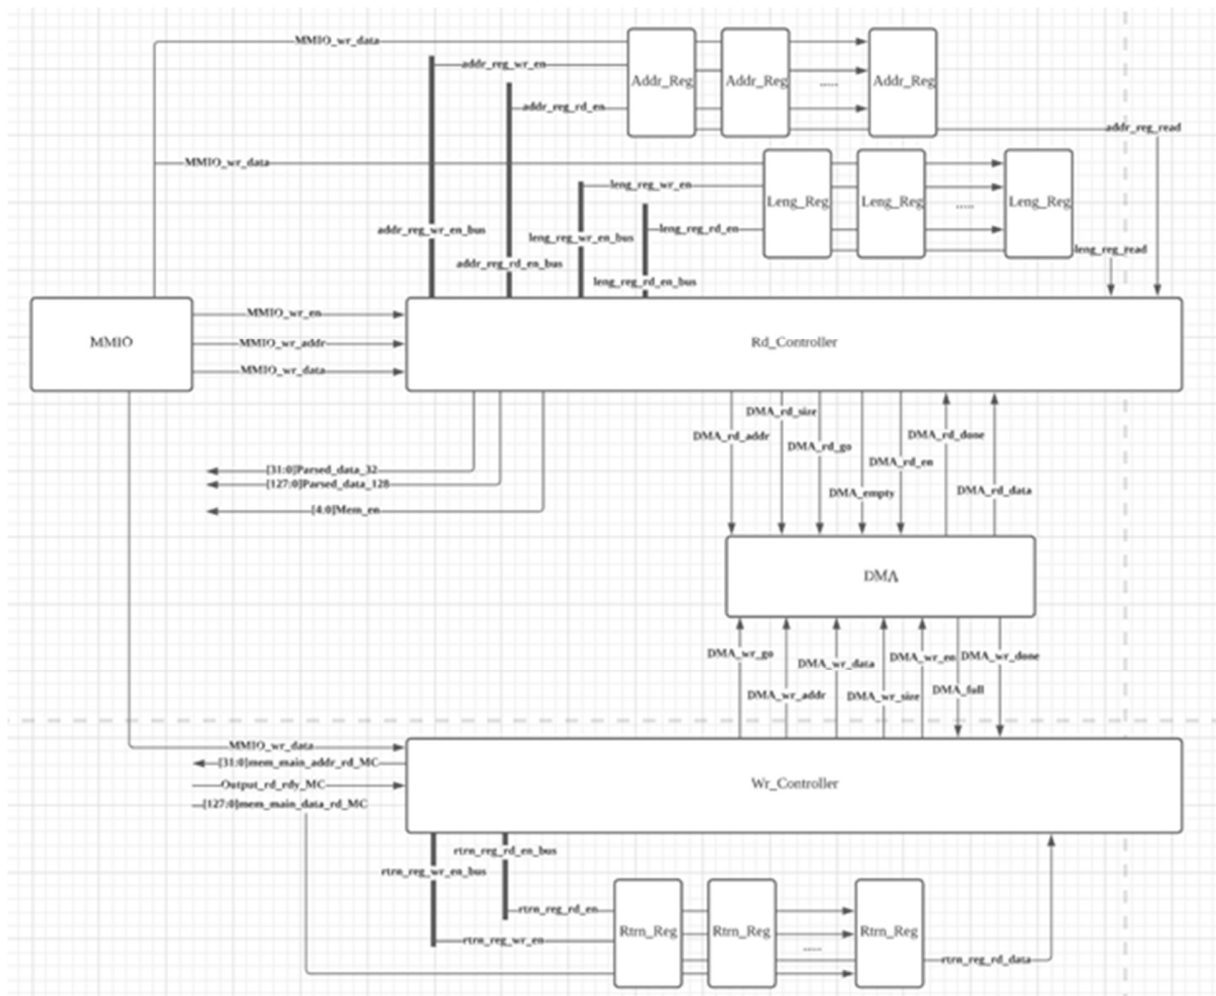 MMIO_wr_data
addr_reg_wr_en
Addr_Reg
Addr_Reg
.....
Addr_Reg
addr_reg_rd_en
addr_reg_read
MMIO_wr_data
leng_reg_wr_en
Leng_Reg
Leng_Reg
.....
Leng_Reg
addr_reg_wr_en_bus
leng_reg_wr_en_bus
leng_reg_rd_en
leng_reg_read
addr_reg_rd_en_bus
leng_reg_rd_en_bus
MMIO
MMIO_wr_en
MMIO_wr_addr
MMIO_wr_data
Rd_Controller
DMA_rd_addr
DMA_rd_size
DMA_rd_go
DMA_empty
DMA_rd_en
DMA_rd_done
DMA_rd_data
[31:0]Parsed_data_32
[127:0]Parsed_data_128
[4:0]Mem_en
DMA
DMA_wr_go
DMA_wr_addr
DMA_wr_data
DMA_wr_size
DMA_wr_en
DMA_full
DMA_wr_done
MMIO_wr_data
[31:0]mem_main_addr_rd_MC
Output_rd_rdy_MC
[127:0]mem_main_data_rd_MC
Wr_Controller
rtrn_reg_rd_en_bus
rtrn_reg_wr_en_bus
rtrn_reg_rd_en
rtrn_reg_wr_en
Rtrn_Reg
Rtrn_Reg
.....
Rtrn_Reg
rtrn_reg_rd_data